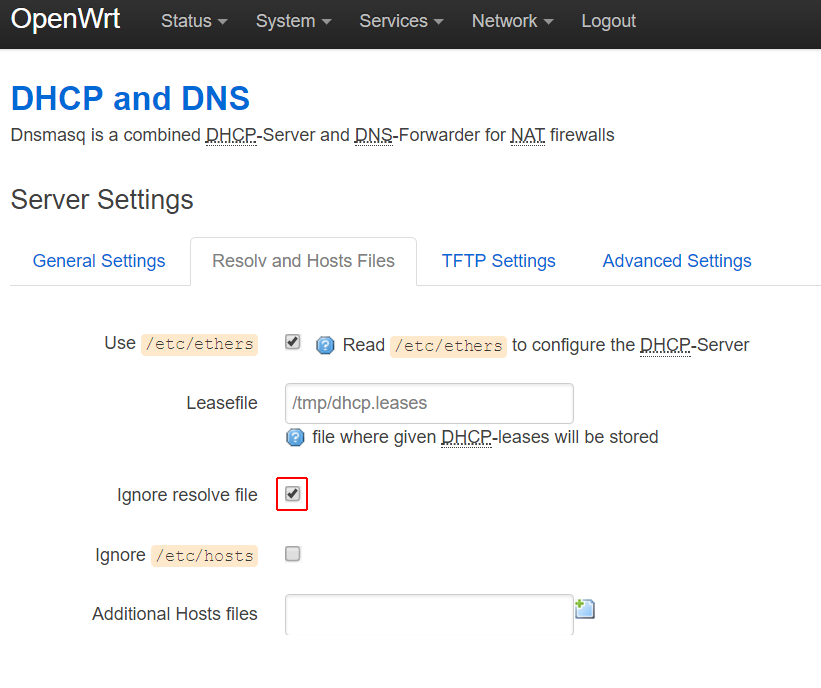 OpenWrt Status System Services Network Logout
DHCP and DNS
Dnsmasq is a combined DHCP-Server and DNS-Forwarder for NAT firewalls
Server Settings
General Settings Resolv and Hosts Files TFTP Settings Advanced Settings
Use /etc/ethers Read /etc/ethers to configure the DHCP-Server
Leasefile /tmp/dhcp.leases
file where given DHCP-leases will be stored
Ignore resolve file
Ignore /etc/hosts
Additional Hosts files